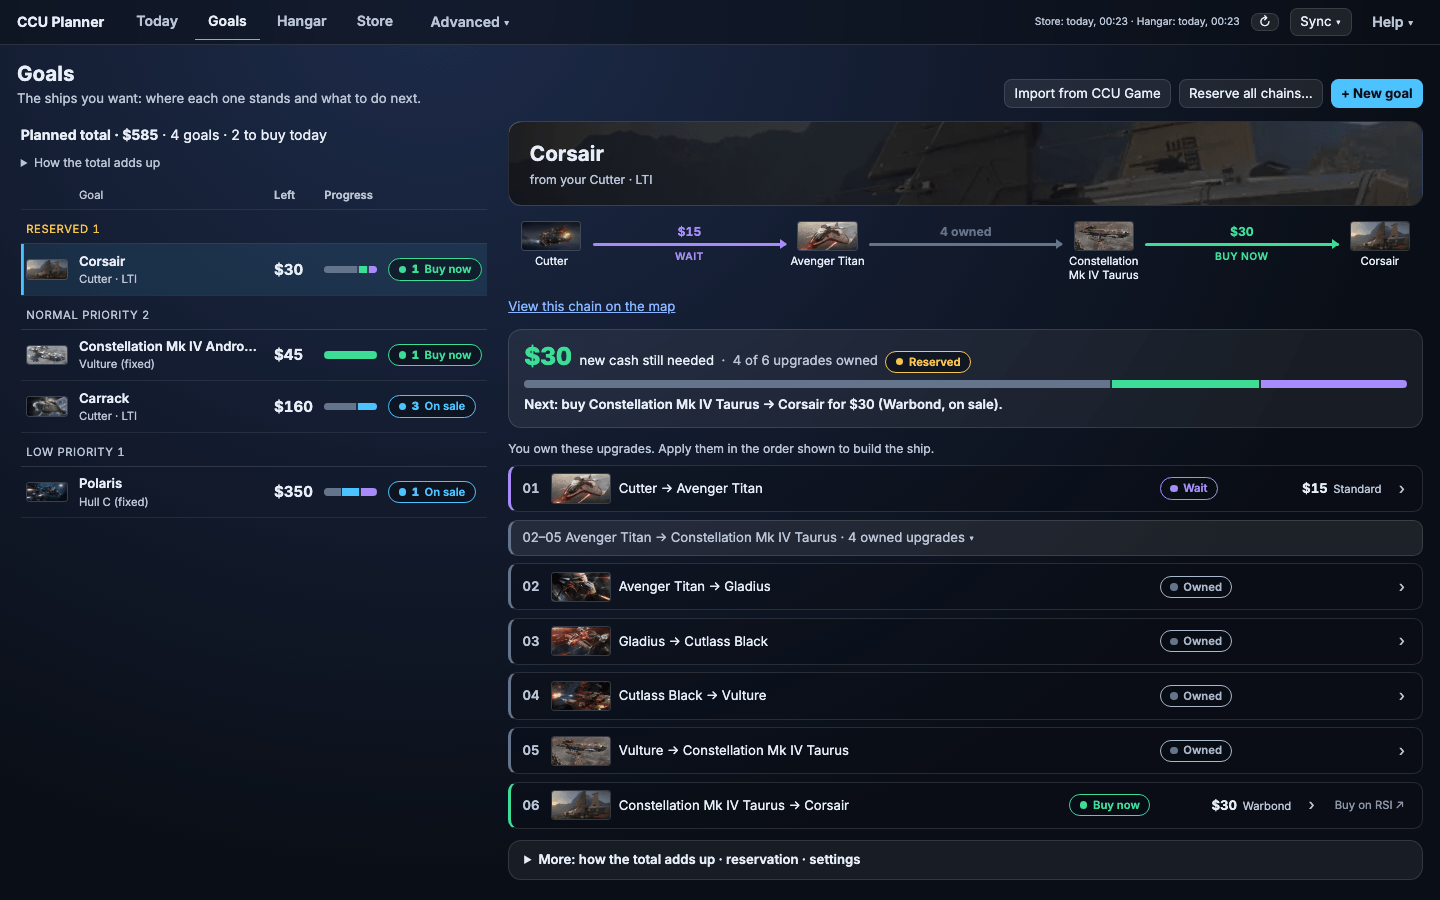 CCU Planner Today Goals Hangar Store Advanced ▾ Store: today, 00:23 · Hangar: today, 00:23 Sync ▾ Help ▾
Goals
The ships you want: where each one stands and what to do next.
Import from CCU Game Reserve all chains... + New goal
Planned total · $585 · 4 goals · 2 to buy today
▶ How the total adds up
Goal Left Progress
RESERVED 1
Corsair
Cutter · LTI
$30
1 Buy now
NORMAL PRIORITY 2
Constellation Mk IV Andro...
Vulture (fixed)
$45
1 Buy now
Carrack
Cutter · LTI
$160
3 On sale
LOW PRIORITY 1
Polaris
Hull C (fixed)
$350
1 On sale
Corsair
from your Cutter · LTI
$15 4 owned $30
WAIT BUY NOW
Cutter Avenger Titan Constellation Corsair
Mk IV Taurus
View this chain on the map
$30 new cash still needed · 4 of 6 upgrades owned Reserved
Next: buy Constellation Mk IV Taurus → Corsair for $30 (Warbond, on sale).
You own these upgrades. Apply them in the order shown to build the ship.
01 Cutter → Avenger Titan Wait $15 Standard ›
02–05 Avenger Titan → Constellation Mk IV Taurus · 4 owned upgrades ▾
02 Avenger Titan → Gladius Owned ›
03 Gladius → Cutlass Black Owned ›
04 Cutlass Black → Vulture Owned ›
05 Vulture → Constellation Mk IV Taurus Owned ›
06 Constellation Mk IV Taurus → Corsair Buy now $30 Warbond › Buy on RSI ↗
▶ More: how the total adds up · reservation · settings